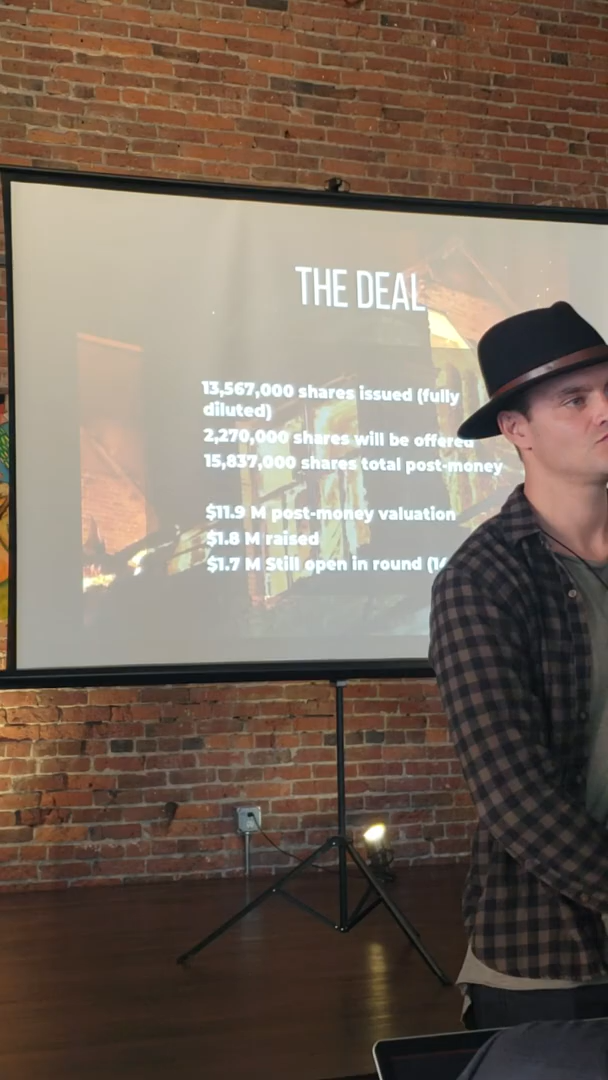 THE DEAL
13,567,000 shares issued (fully
diluted)
2,270,000 shares will be offered
15,837,000 shares total post-money
$11.9 M post-money valuation
$1.8 M raised
$1.7 M Still open in round